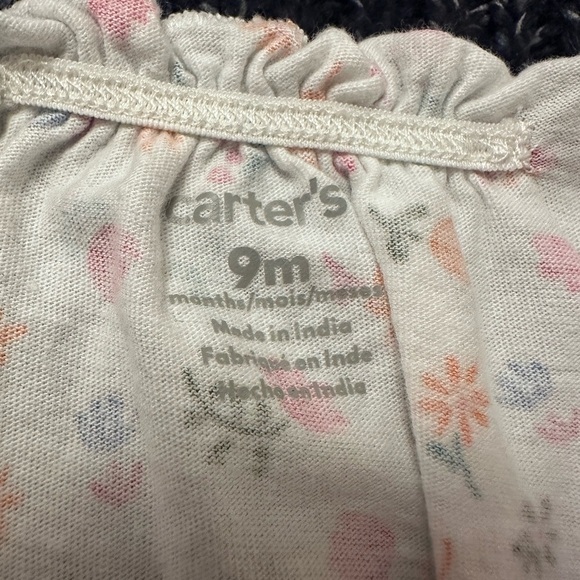 carter's
9m
months/mois/meses
Made in India
Fabriqué en Inde
Hecho en India